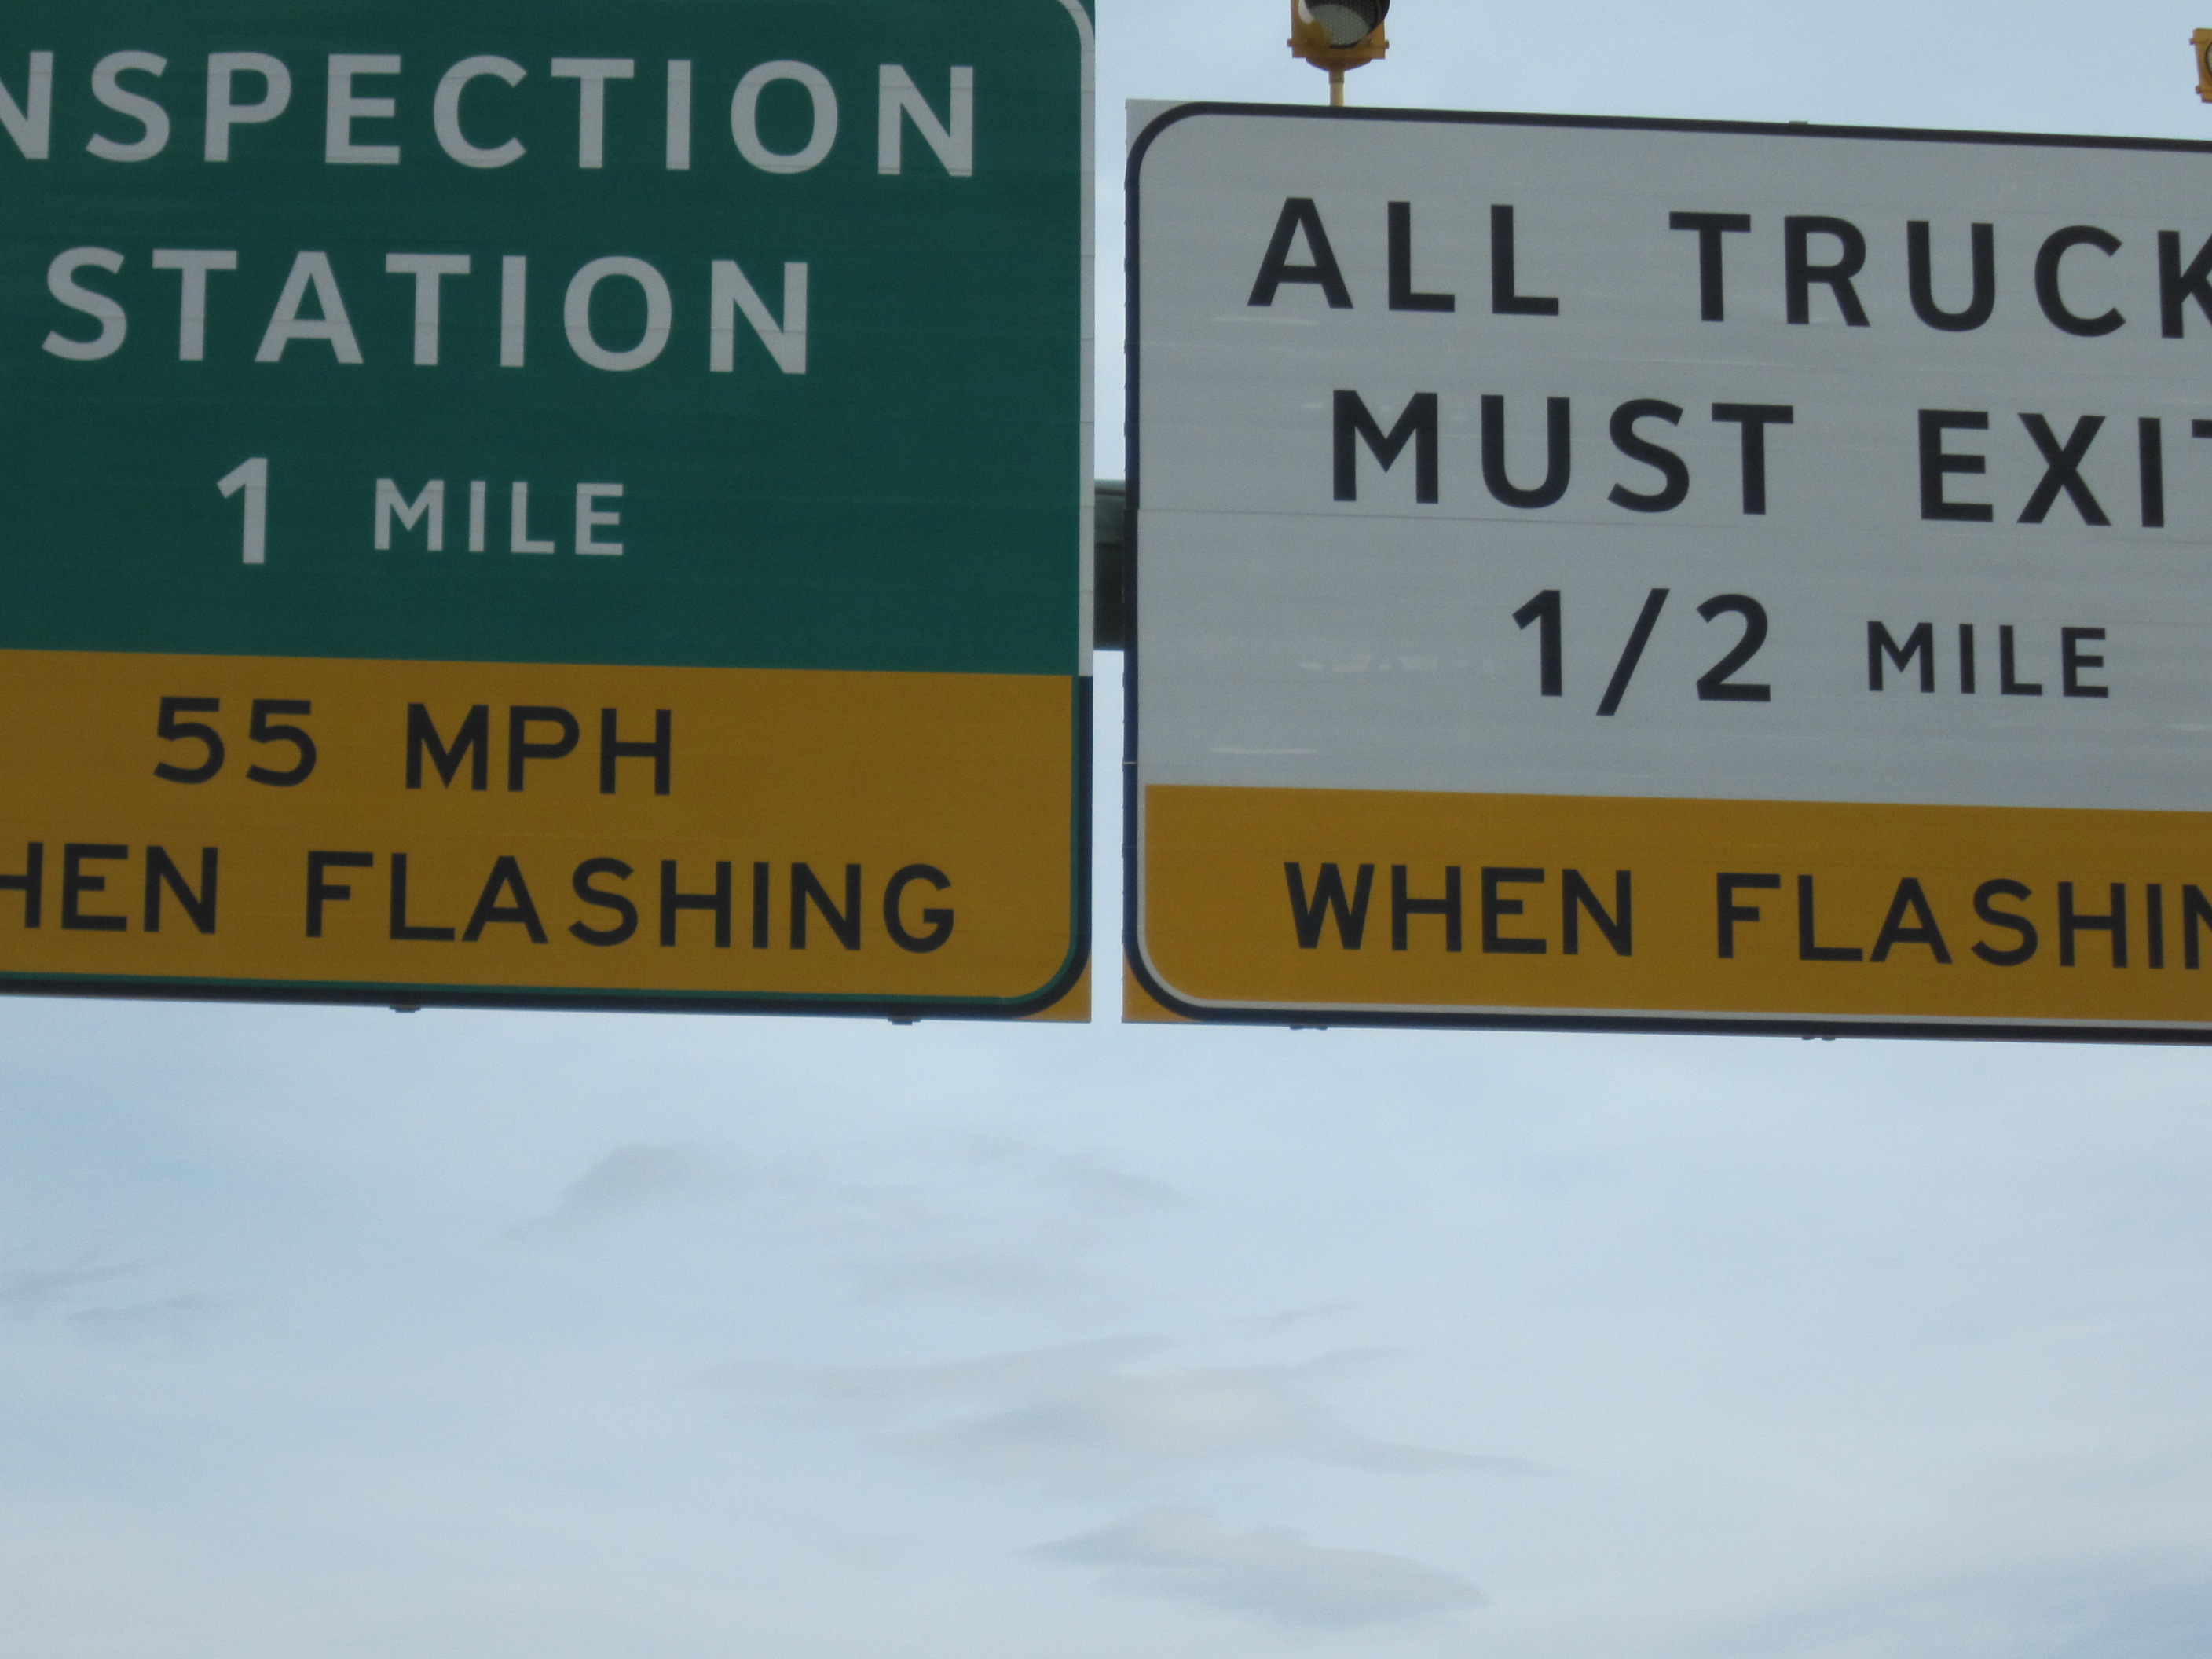 NSPECTION
STATION
1 MILE
55 MPH
HEN FLASHING
ALL TRUCK
MUST EXIT
1/2 MILE
WHEN FLASHIN